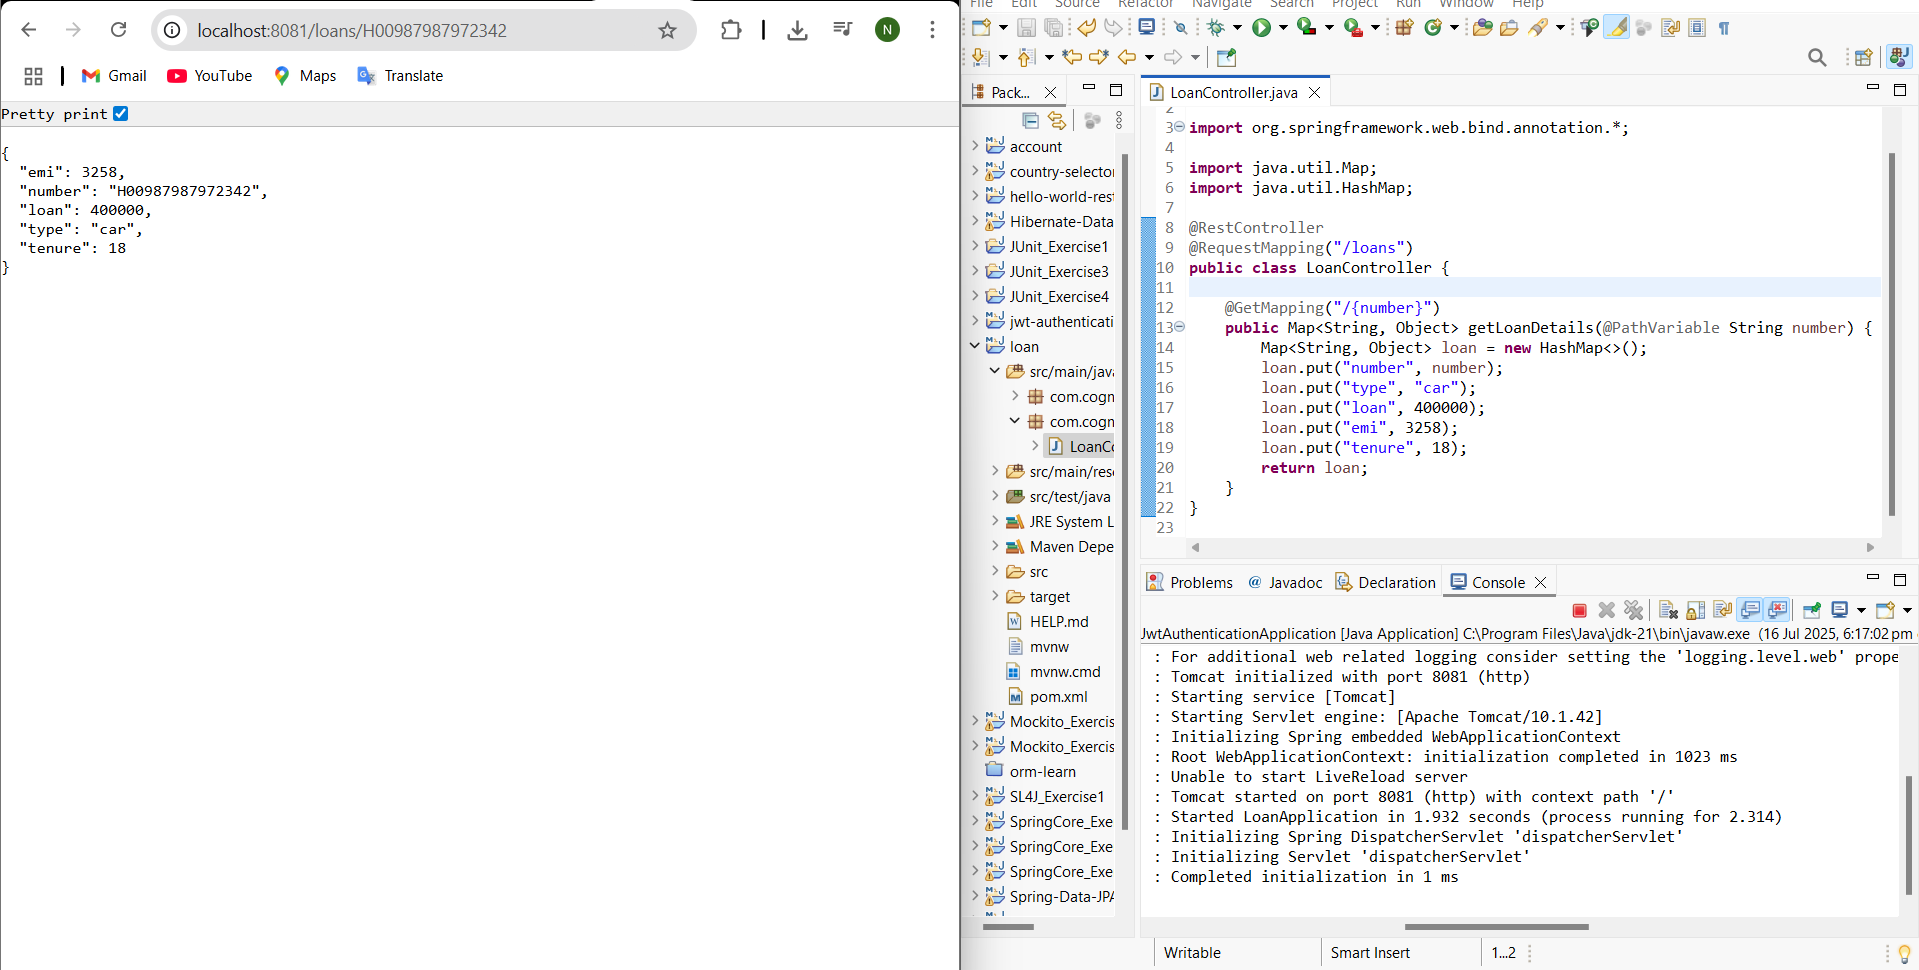 localhost:8081/loans/H00987987972342
N
Gmail
YouTube
Maps
Translate
Pretty print
{
"emi": 3258,
"number": "H00987987972342",
"loan": 400000,
"type": "car",
"tenure": 18
}
File Edit Source Refactor Navigate Search Project Run Window Help
Pack...
account
country-selector
hello-world-rest
Hibernate-Data
JUnit_Exercise1
JUnit_Exercise3
JUnit_Exercise4
jwt-authenticati
loan
src/main/java
com.cogn
com.cogn
LoanCo
src/main/reso
src/test/java
JRE System L
Maven Depe
src
target
HELP.md
mvnw
mvnw.cmd
pom.xml
Mockito_Exercis
Mockito_Exercis
orm-learn
SL4J_Exercise1
SpringCore_Exe
SpringCore_Exe
SpringCore_Exe
Spring-Data-JPA
LoanController.java
2
3 import org.springframework.web.bind.annotation.*;
4
5 import java.util.Map;
6 import java.util.HashMap;
7
8 @RestController
9 @RequestMapping("/loans")
10 public class LoanController {
11
12 @GetMapping("/{number}")
13 public Map<String, Object> getLoanDetails(@PathVariable String number) {
14 Map<String, Object> loan = new HashMap<>();
15 loan.put("number", number);
16 loan.put("type", "car");
17 loan.put("loan", 400000);
18 loan.put("emi", 3258);
19 loan.put("tenure", 18);
20 return loan;
21 }
22 }
23
Problems @ Javadoc Declaration Console
JwtAuthenticationApplication [Java Application] C:\Program Files\Java\jdk-21\bin\javaw.exe (16 Jul 2025, 6:17:02 pm
: For additional web related logging consider setting the 'logging.level.web' prope
: Tomcat initialized with port 8081 (http)
: Starting service [Tomcat]
: Starting Servlet engine: [Apache Tomcat/10.1.42]
: Initializing Spring embedded WebApplicationContext
: Root WebApplicationContext: initialization completed in 1023 ms
: Unable to start LiveReload server
: Tomcat started on port 8081 (http) with context path '/'
: Started LoanApplication in 1.932 seconds (process running for 2.314)
: Initializing Spring DispatcherServlet 'dispatcherServlet'
: Initializing Servlet 'dispatcherServlet'
: Completed initialization in 1 ms
Writable
Smart Insert
1...2